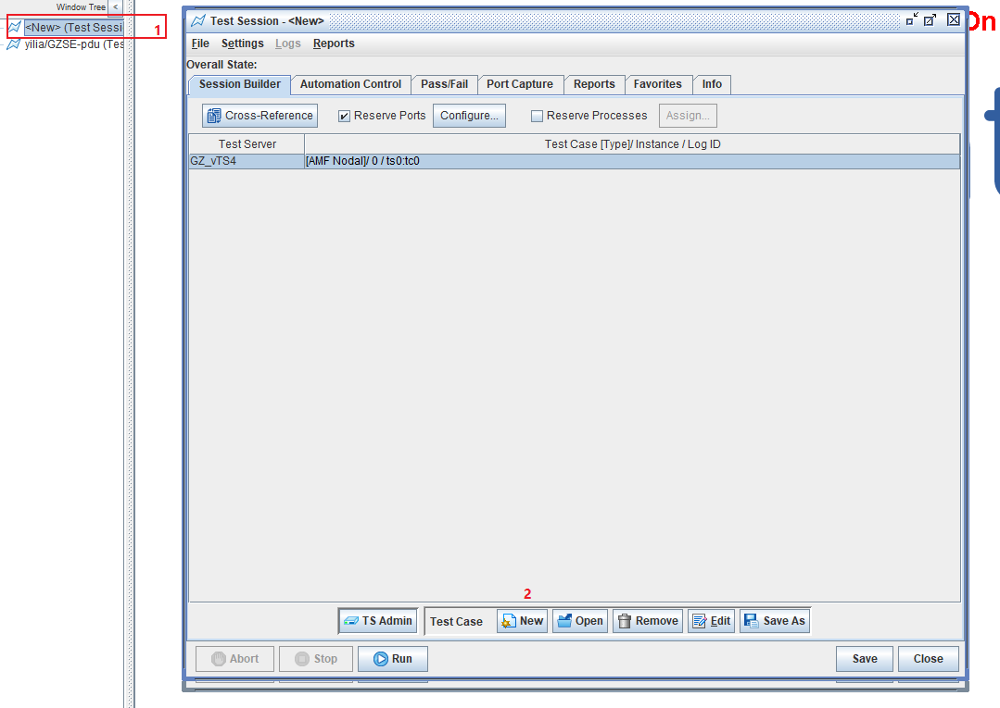 Window Tree <
<New> (Test Sessi
1
yilia/GZSE-pdu (Tes
Test Session - <New>
On
File Settings Logs Reports
Overall State:
Session Builder Automation Control Pass/Fail Port Capture Reports Favorites Info
Cross-Reference Reserve Ports Configure... Reserve Processes Assign...
Test Server Test Case [Type]/ Instance / Log ID
GZ_vTS4 [AMF Nodal]/ 0 / ts0:tc0
2
TS Admin Test Case New Open Remove Edit Save As
Abort Stop Run Save Close